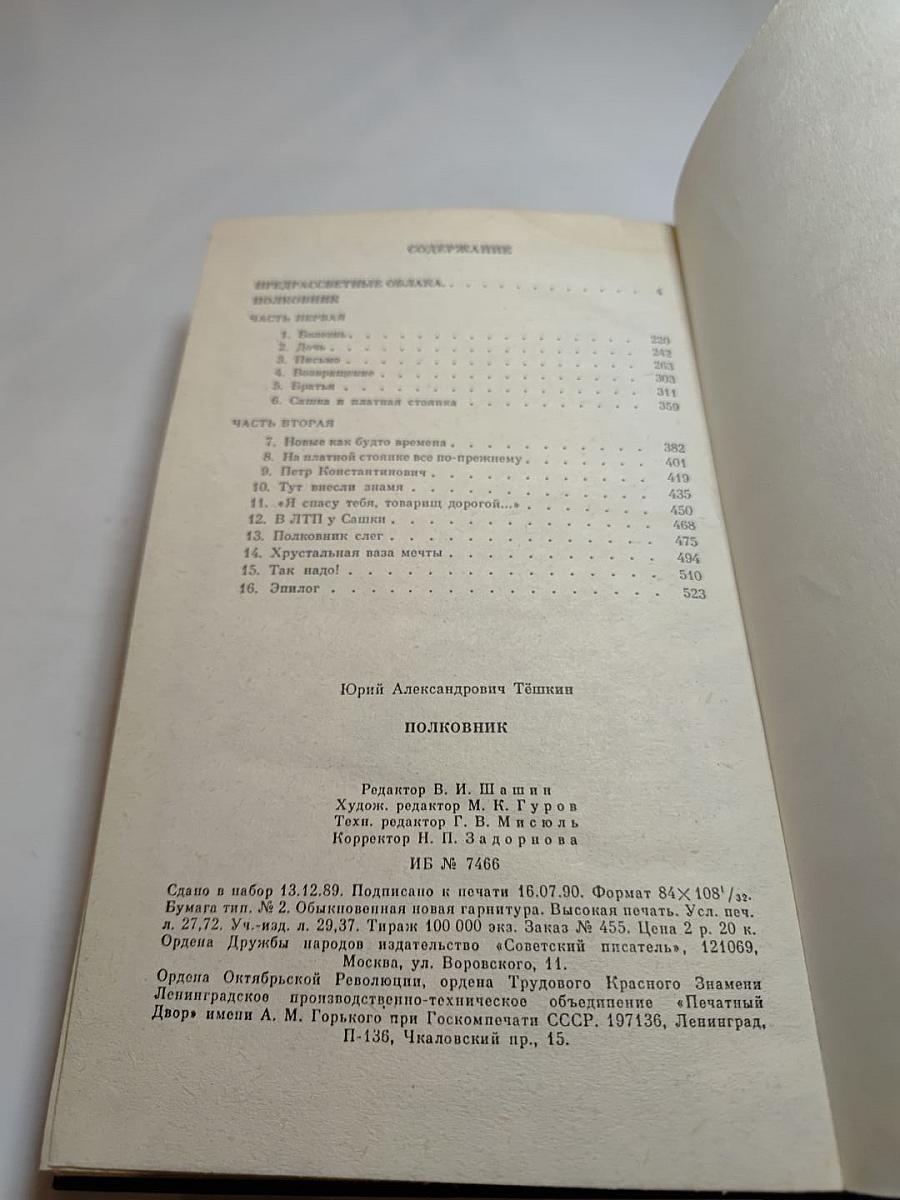 СОДЕРЖАНИЕ
ПРЕДРАССВЕТНЫЕ ОБЛАКА . . . . . . . . . . . . 4
ПОЛКОВНИК
ЧАСТЬ ПЕРВАЯ
1. Болезнь . . . . . . . . . . . . . . . 220
2. Дочь . . . . . . . . . . . . . . . . 242
3. Письмо . . . . . . . . . . . . . . . 263
4. Возвращение . . . . . . . . . . . . . 303
5. Братья . . . . . . . . . . . . . . . 311
6. Сашка и платная стоянка . . . . . . . . . 359
ЧАСТЬ ВТОРАЯ
7. Новые как будто времена . . . . . . . . . 382
8. На платной стоянке все по-прежнему . . . . . . 401
9. Петр Константинович . . . . . . . . . . . 419
10. Тут внесли знамя . . . . . . . . . . . . 435
11. «Я спасу тебя, товарищ дорогой...» . . . . . . 450
12. В ЛТП у Сашки . . . . . . . . . . . . . 468
13. Полковник слег . . . . . . . . . . . . . 475
14. Хрустальная ваза мечты . . . . . . . . . . 494
15. Так надо! . . . . . . . . . . . . . . . 510
16. Эпилог . . . . . . . . . . . . . . . . 523
Юрий Александрович Тёшкин
ПОЛКОВНИК
Редактор В. И. Шашин
Худож. редактор М. К. Гуров
Техн. редактор Г. В. Мисюль
Корректор Н. П. Задорнова
ИБ № 7466
Сдано в набор 13.12.89. Подписано к печати 16.07.90. Формат 84×108¹/₃₂.
Бумага тип. № 2. Обыкновенная новая гарнитура. Высокая печать. Усл. печ.
л. 27,72. Уч.-изд. л. 29,37. Тираж 100 000 экз. Заказ № 455. Цена 2 р. 20 к.
Ордена Дружбы народов издательство «Советский писатель», 121069,
Москва, ул. Воровского, 11.
Ордена Октябрьской Революции, ордена Трудового Красного Знамени
Ленинградское производственно-техническое объединение «Печатный
Двор» имени А. М. Горького при Госкомпечати СССР. 197136, Ленинград,
П-136, Чкаловский пр., 15.